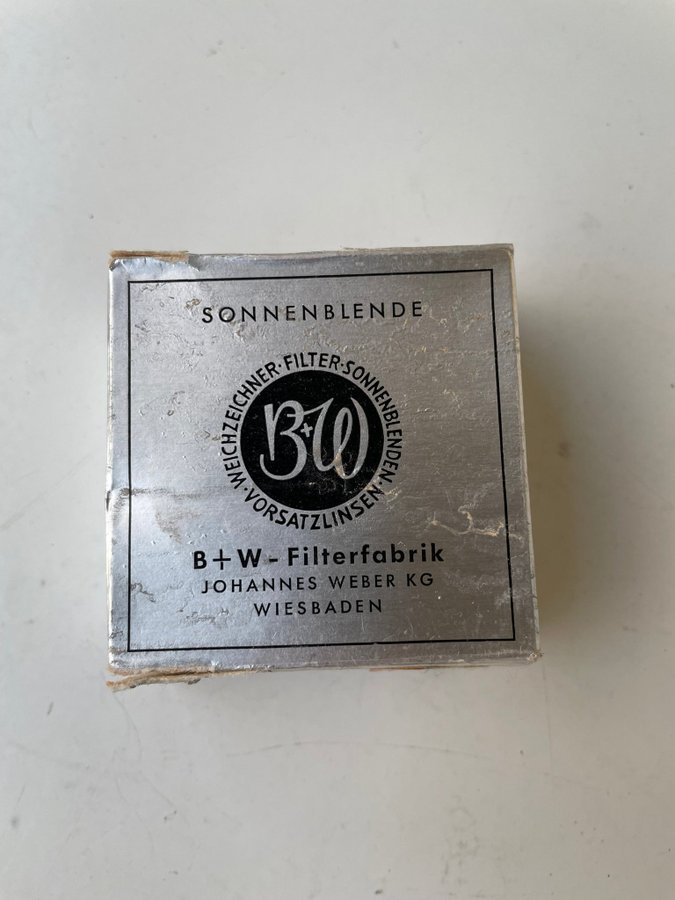 SONNENBLENDE
WEICHZEICHNER·FILTER·SONNENBLENDEN·VORSATZLINSEN·
B+W
B+W-Filterfabrik
JOHANNES WEBER KG
WIESBADEN